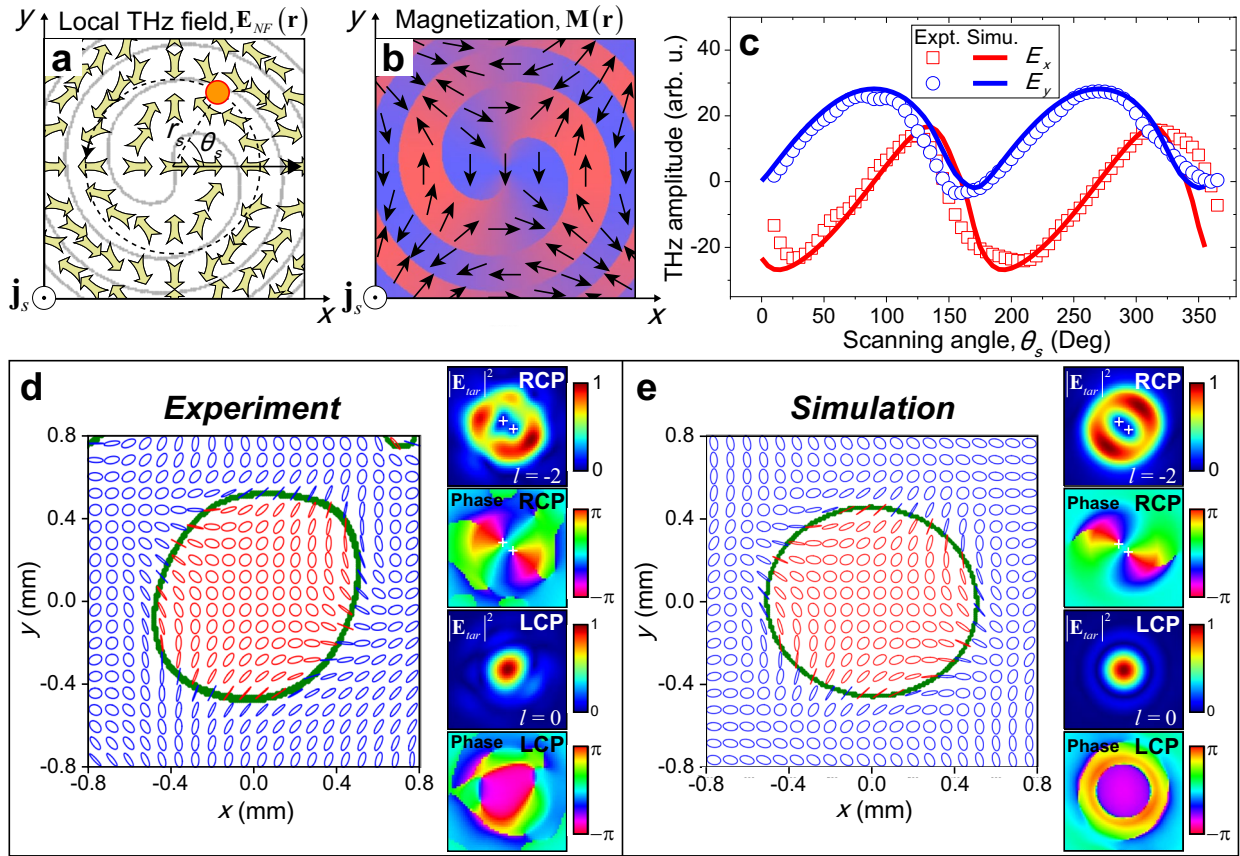 y Local THz field, E_NF (r)
a
r_s
θ_s
j_s
x
y Magnetization, M(r)
b
j_s
x
c
Expt. Simu.
E_x
E_y
THz amplitude (arb. u.)
40
20
0
-20
0 50 100 150 200 250 300 350
Scanning angle, θ_s (Deg)
d
Experiment
y (mm)
0.8
0.4
0.0
-0.4
-0.8
-0.8 -0.4 0.0 0.4 0.8
x (mm)
|E_tar|^2 RCP
l = -2
1
0
Phase RCP
π
−π
|E_tar|^2 LCP
l = 0
1
0
Phase LCP
π
−π
e
Simulation
y (mm)
0.8
0.4
0.0
-0.4
-0.8
-0.8 -0.4 0.0 0.4 0.8
x (mm)
|E_tar|^2 RCP
l = -2
1
0
Phase RCP
π
−π
|E_tar|^2 LCP
l = 0
1
0
Phase LCP
π
−π